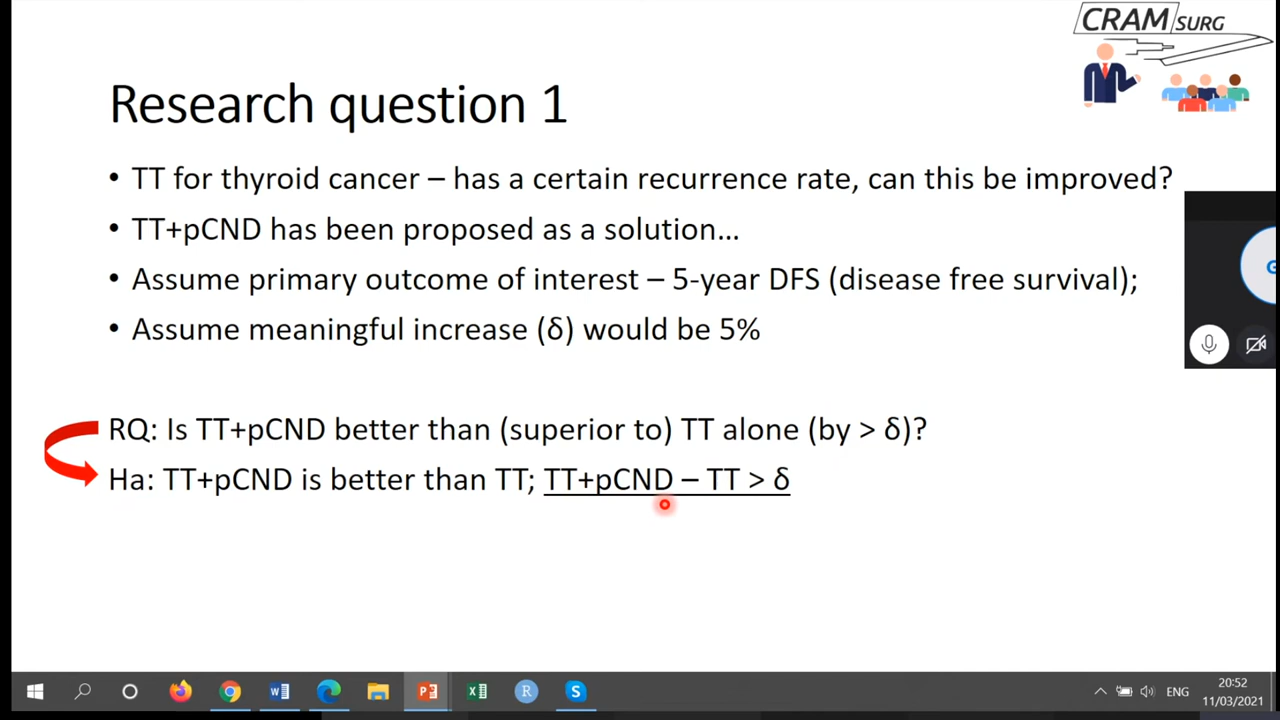 CRAM SURG
Research question 1
• TT for thyroid cancer – has a certain recurrence rate, can this be improved?
• TT+pCND has been proposed as a solution…
• Assume primary outcome of interest – 5-year DFS (disease free survival);
• Assume meaningful increase (δ) would be 5%
RQ: Is TT+pCND better than (superior to) TT alone (by > δ)?
Ha: TT+pCND is better than TT; TT+pCND – TT > δ
ENG
20:52
11/03/2021